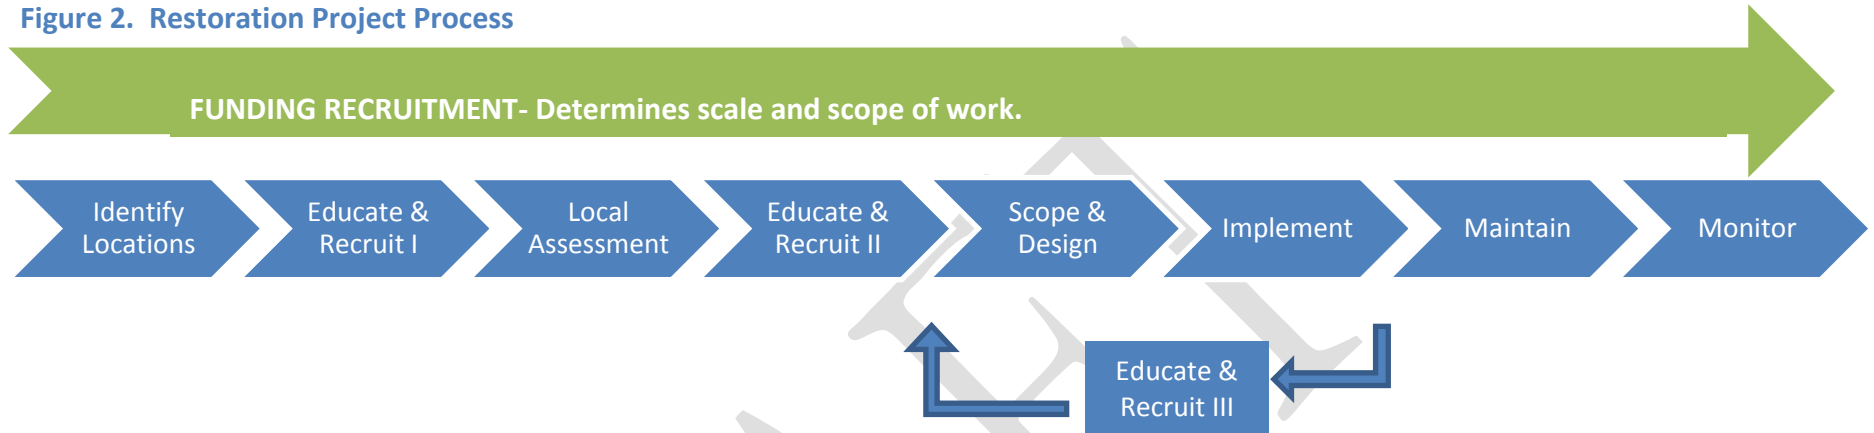 Figure 2. Restoration Project Process
FUNDING RECRUITMENT- Determines scale and scope of work.
Identify
Locations
Educate &
Recruit I
Local
Assessment
Educate &
Recruit II
Scope &
Design
Implement
Maintain
Monitor
Educate &
Recruit III